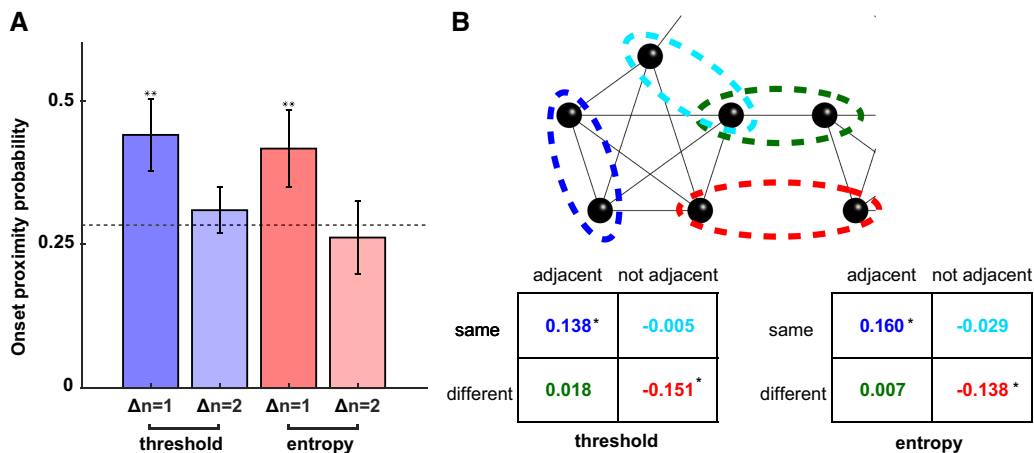 A
Onset proximity probability
0.5
0.25
0
**
**
Δn=1 Δn=2 Δn=1 Δn=2
threshold entropy
B
adjacent not adjacent
same 0.138* -0.005
different 0.018 -0.151*
threshold
adjacent not adjacent
same 0.160* -0.029
different 0.007 -0.138*
entropy